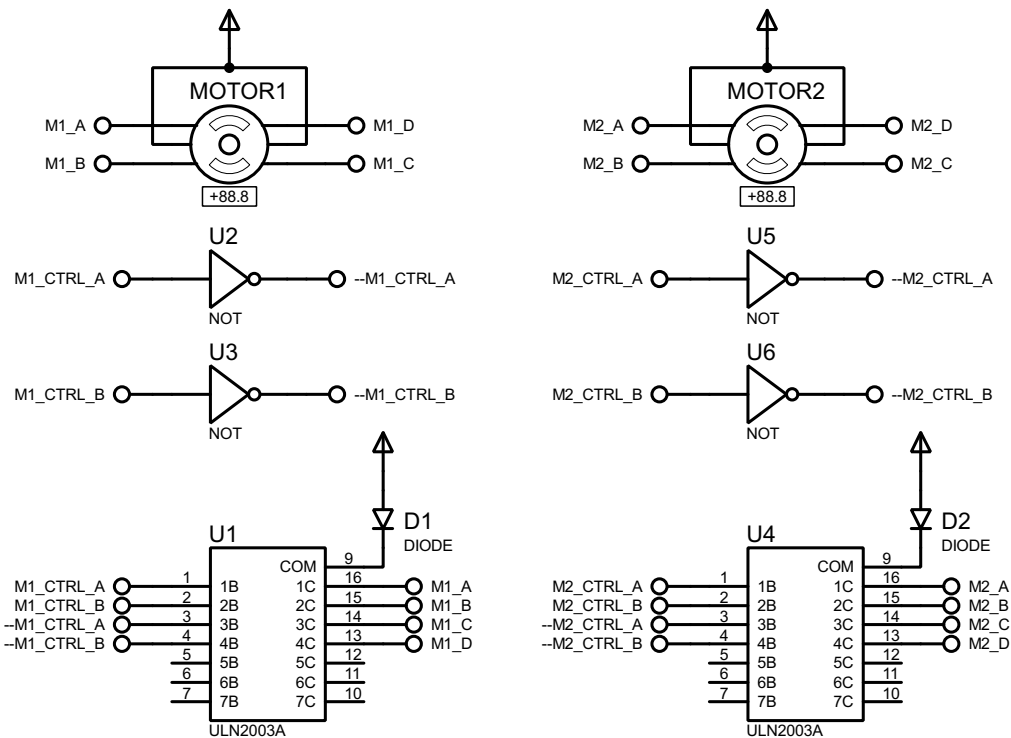 MOTOR1
M1_A
M1_D
M1_B
M1_C
+88.8
MOTOR2
M2_A
M2_D
M2_B
M2_C
+88.8
U2
M1_CTRL_A
--M1_CTRL_A
NOT
U5
M2_CTRL_A
--M2_CTRL_A
NOT
U3
M1_CTRL_B
--M1_CTRL_B
NOT
U6
M2_CTRL_B
--M2_CTRL_B
NOT
D1
DIODE
U1
COM 9
M1_CTRL_A 1 1B 1C 16 M1_A
M1_CTRL_B 2 2B 2C 15 M1_B
--M1_CTRL_A 3 3B 3C 14 M1_C
--M1_CTRL_B 4 4B 4C 13 M1_D
5 5B 5C 12
6 6B 6C 11
7 7B 7C 10
ULN2003A
D2
DIODE
U4
COM 9
M2_CTRL_A 1 1B 1C 16 M2_A
M2_CTRL_B 2 2B 2C 15 M2_B
--M2_CTRL_A 3 3B 3C 14 M2_C
--M2_CTRL_B 4 4B 4C 13 M2_D
5 5B 5C 12
6 6B 6C 11
7 7B 7C 10
ULN2003A